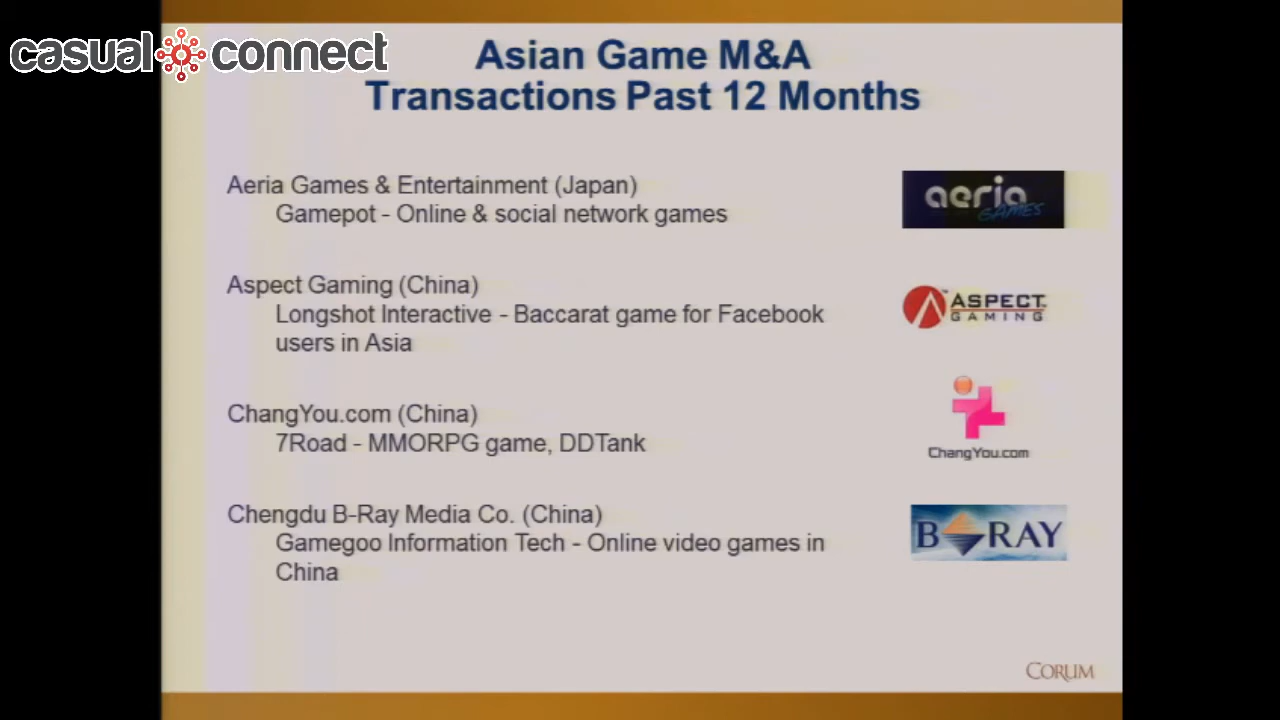 casual connect
Asian Game M&A
Transactions Past 12 Months
Aeria Games & Entertainment (Japan)
Gamepot - Online & social network games
aeria
GAMES
Aspect Gaming (China)
Longshot Interactive - Baccarat game for Facebook
users in Asia
ASPECT
GAMING
ChangYou.com (China)
7Road - MMORPG game, DDTank
ChangYou.com
Chengdu B-Ray Media Co. (China)
Gamegoo Information Tech - Online video games in
China
B RAY
CORUM